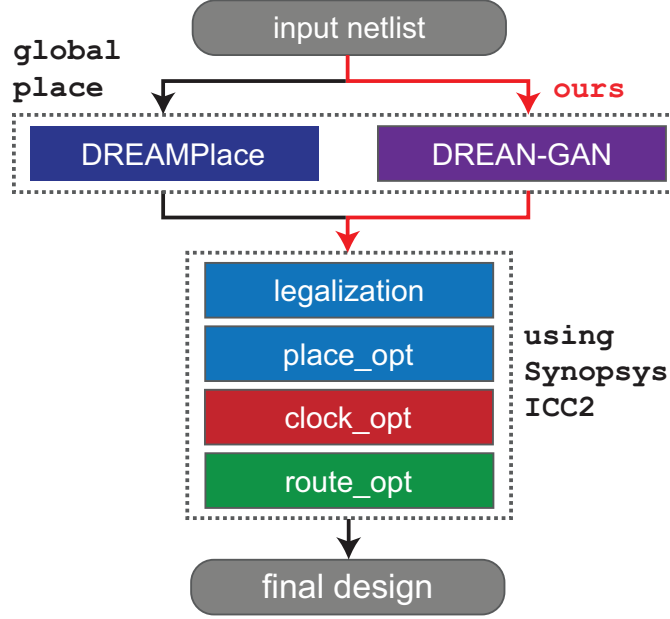 input netlist
global
place
ours
DREAMPlace
DREAN-GAN
legalization
place_opt
clock_opt
route_opt
using
Synopsys
ICC2
final design